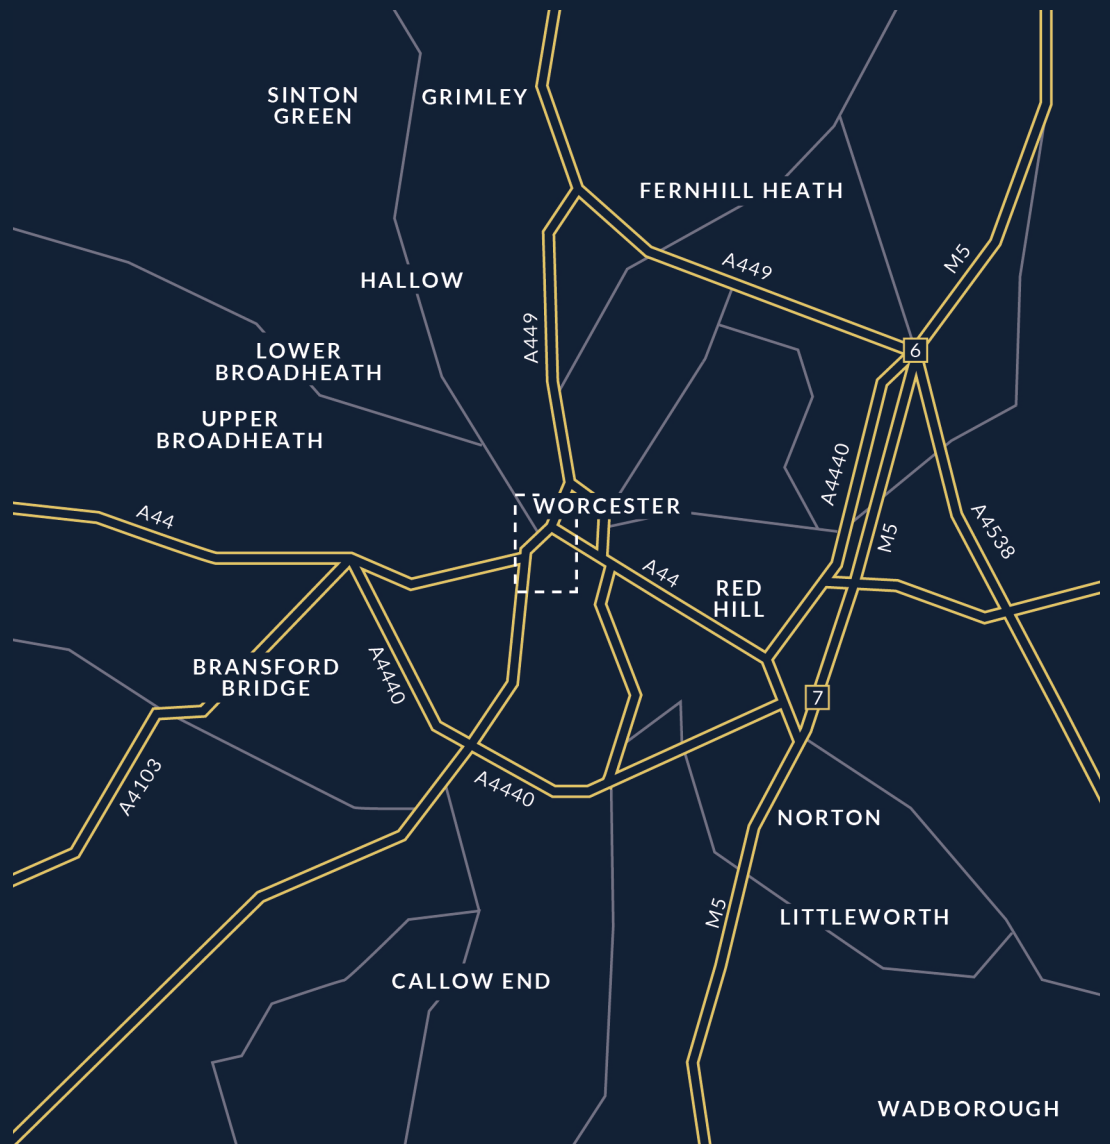 SINTON
GREEN
GRIMLEY
FERNHILL HEATH
M5
A449
HALLOW
A449
6
LOWER
BROADHEATH
UPPER
BROADHEATH
A4440
WORCESTER
A44
M5
A4538
A44
RED
HILL
BRANSFORD
BRIDGE
A4440
7
A4103
A4440
NORTON
M5
LITTLEWORTH
CALLOW END
WADBOROUGH